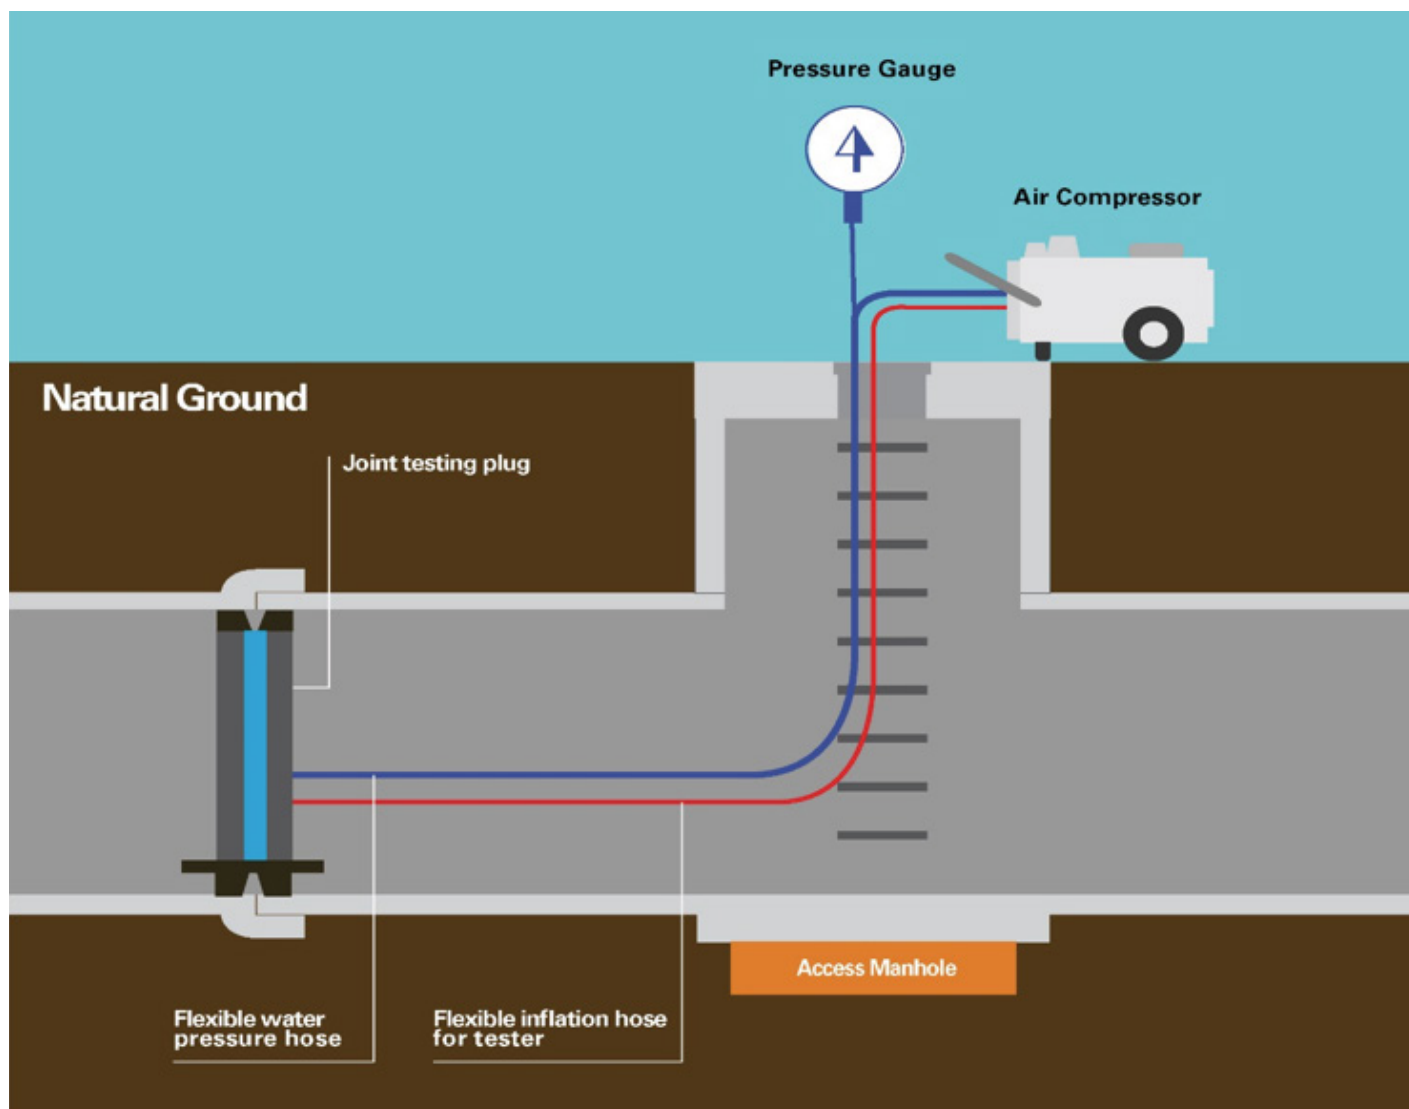 Pressure Gauge
Air Compressor
Natural Ground
Joint testing plug
Access Manhole
Flexible water
pressure hose
Flexible inflation hose
for tester